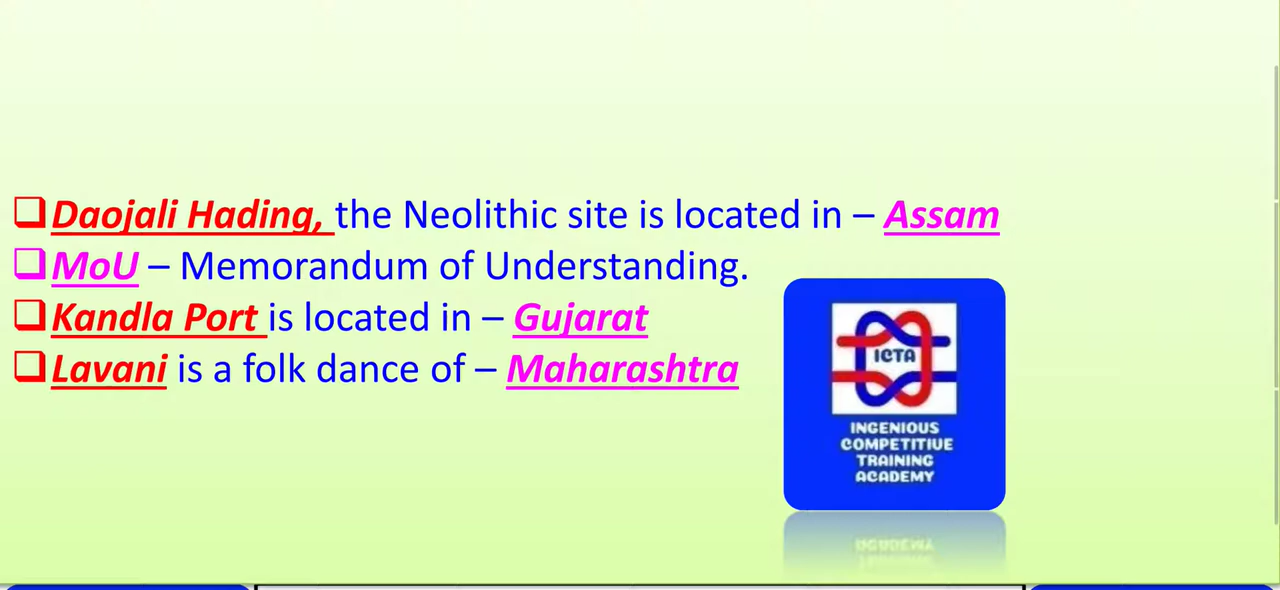 ❑Daojali Hading, the Neolithic site is located in – Assam
❑MoU – Memorandum of Understanding.
❑Kandla Port is located in – Gujarat
❑Lavani is a folk dance of – Maharashtra
ICTA
INGENIOUS
COMPETITIVE
TRAINING
ACADEMY